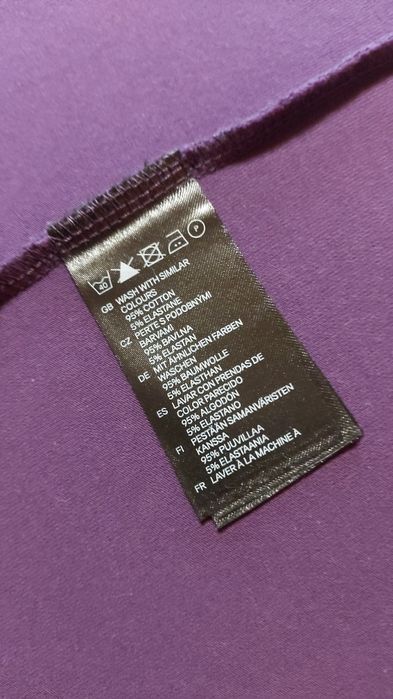 40 P
GB WASH WITH SIMILAR
COLOURS
95% COTTON
5% ELASTANE
CZ PERTE S PODOBNYMI
BARVAMI
95% BAVLNA
5% ELASTAN
DE MIT ÄHNLICHEN FARBEN
WASCHEN
95% BAUMWOLLE
5% ELASTHAN
ES LAVAR CON PRENDAS DE
COLOR PARECIDO
95% ALGODÓN
5% ELASTANO
FI PESTÄÄN SAMANVÄRISTEN
KANSSA
95% PUUVILLAA
5% ELASTAANIA
FR LAVER À LA MACHINE À